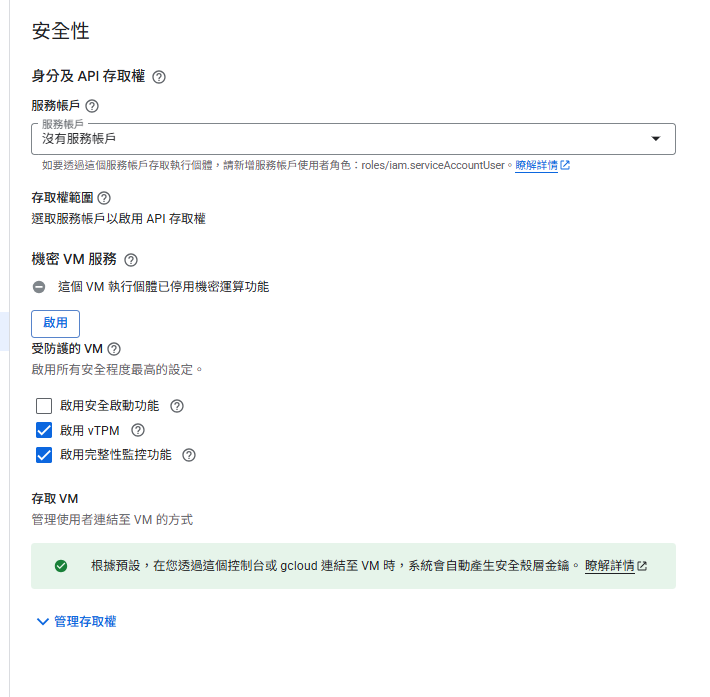 安全性
身分及 API 存取權
服務帳戶
服務帳戶
沒有服務帳戶
如要透過這個服務帳戶存取執行個體，請新增服務帳戶使用者角色：roles/iam.serviceAccountUser。瞭解詳情
存取權範圍
選取服務帳戶以啟用 API 存取權
機密 VM 服務
這個 VM 執行個體已停用機密運算功能
啟用
受防護的 VM
啟用所有安全程度最高的設定。
啟用安全啟動功能
啟用 vTPM
啟用完整性監控功能
存取 VM
管理使用者連結至 VM 的方式
根據預設，在您透過這個控制台或 gcloud 連結至 VM 時，系統會自動產生安全殼層金鑰。 瞭解詳情
管理存取權